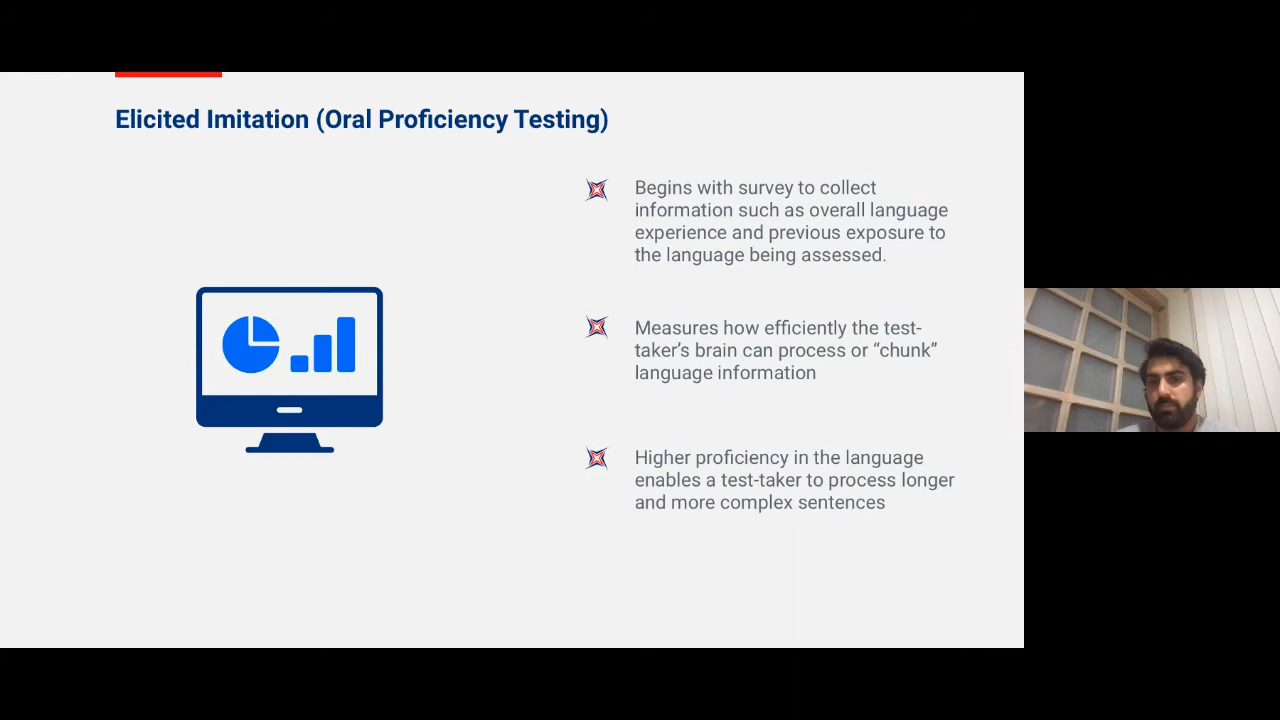 Elicited Imitation (Oral Proficiency Testing)
Begins with survey to collect
information such as overall language
experience and previous exposure to
the language being assessed.
Measures how efficiently the test-
taker’s brain can process or “chunk”
language information
Higher proficiency in the language
enables a test-taker to process longer
and more complex sentences